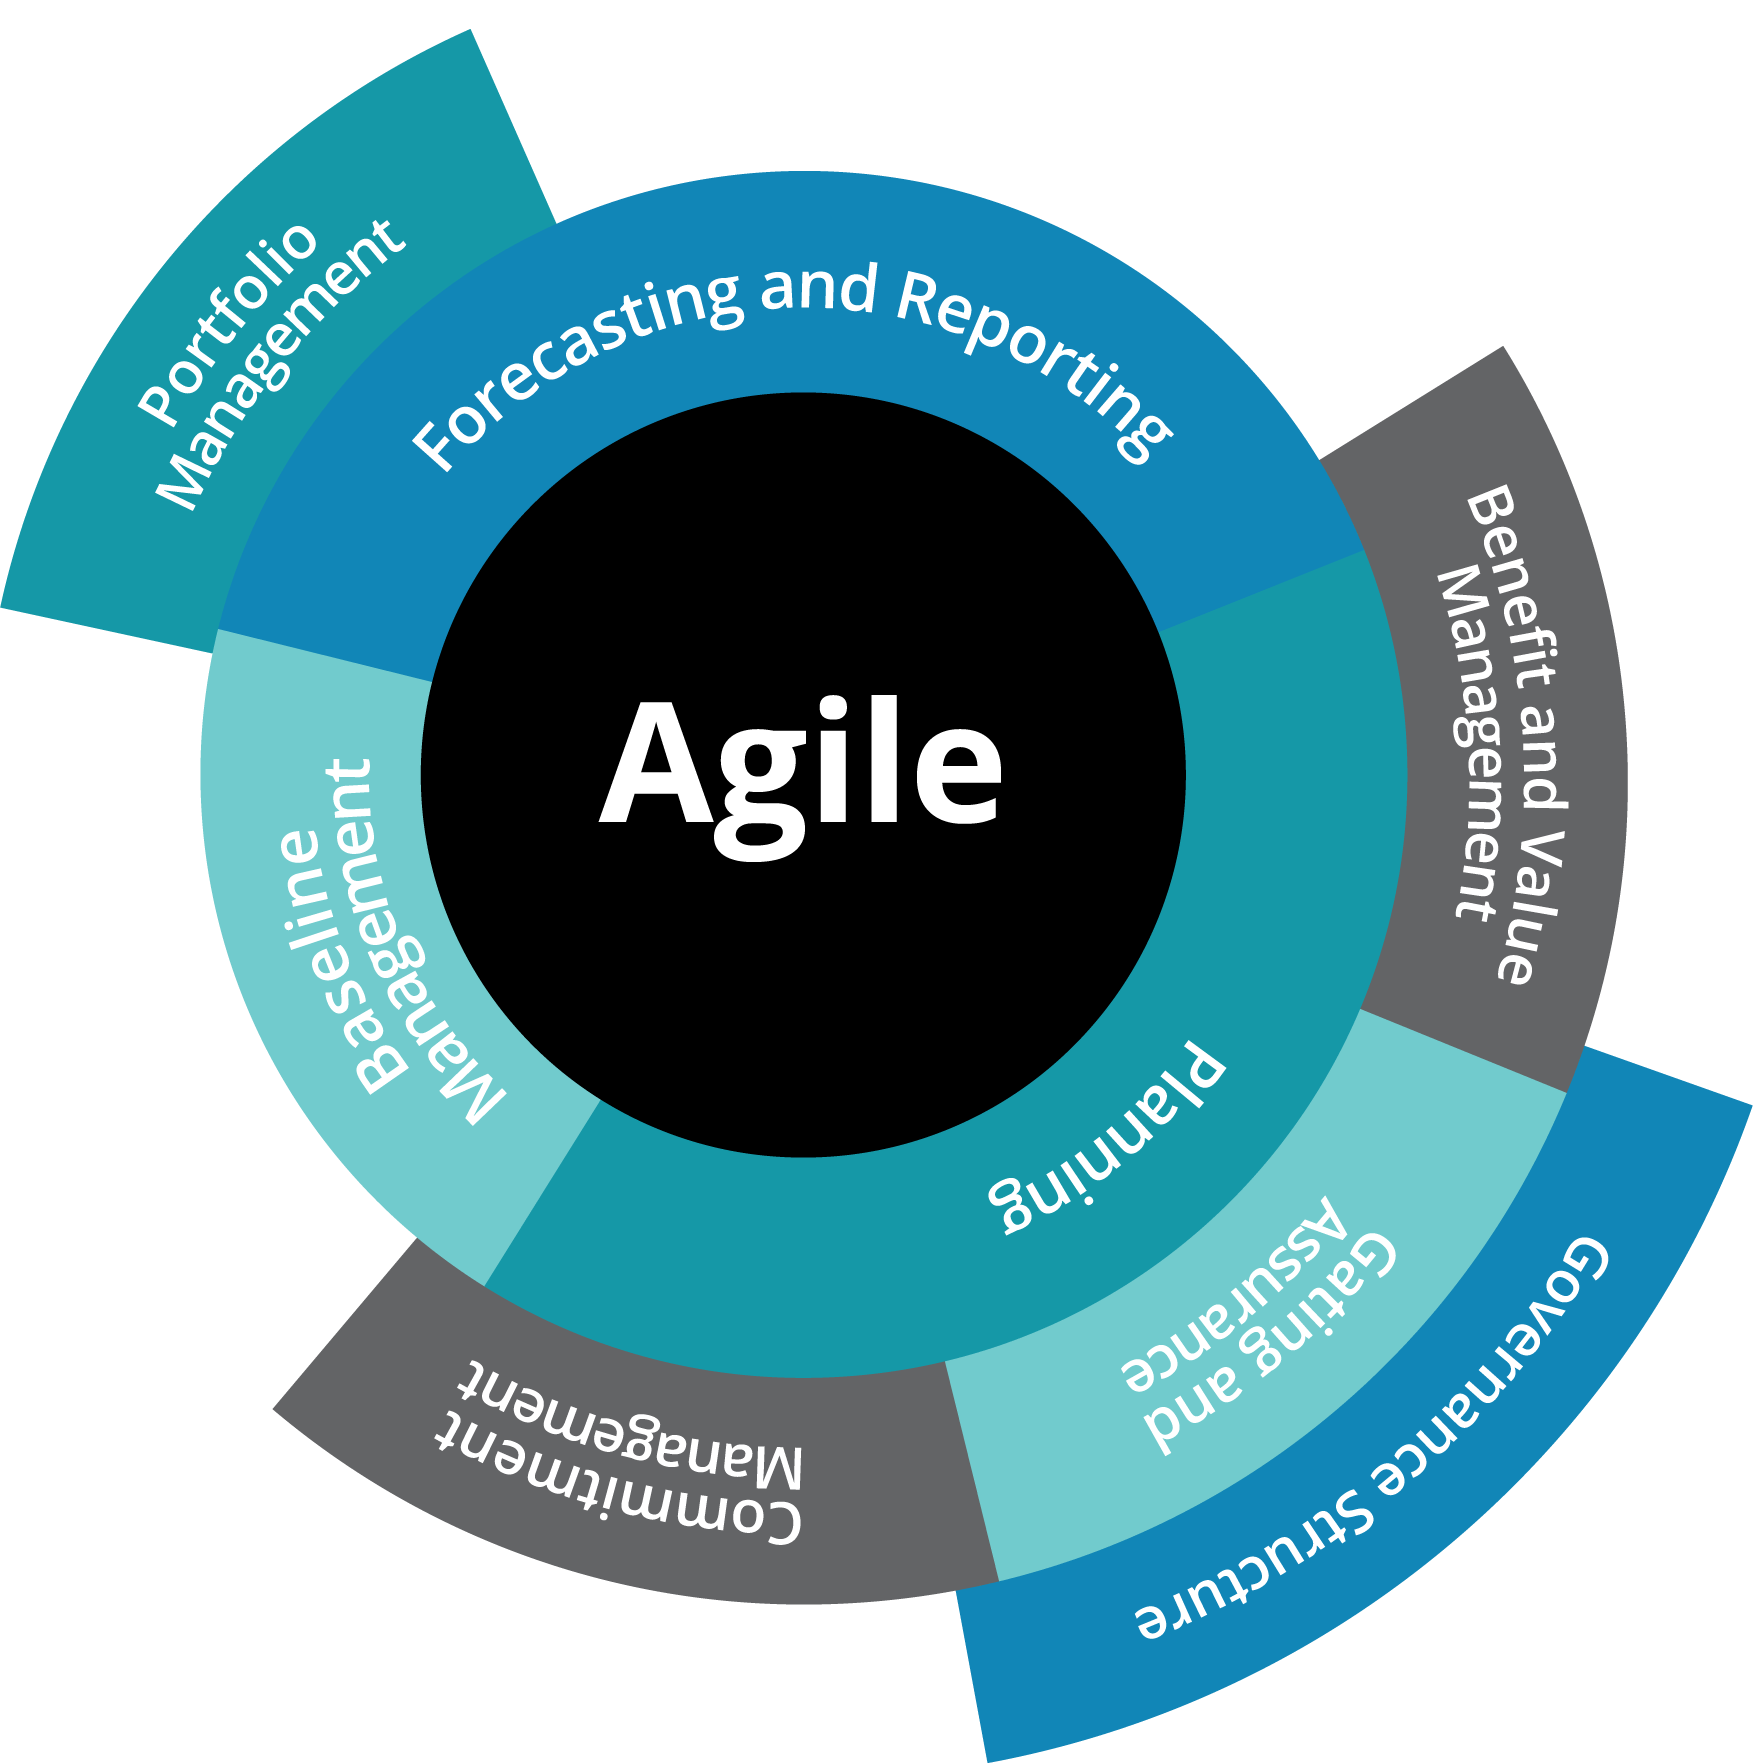 Portfolio
Management
Forecasting and Reporting
Benefit and Value
Management
Agile
Baseline
Management
Planning
Gating and
Assurance
Governance Structure
Commitment
Management